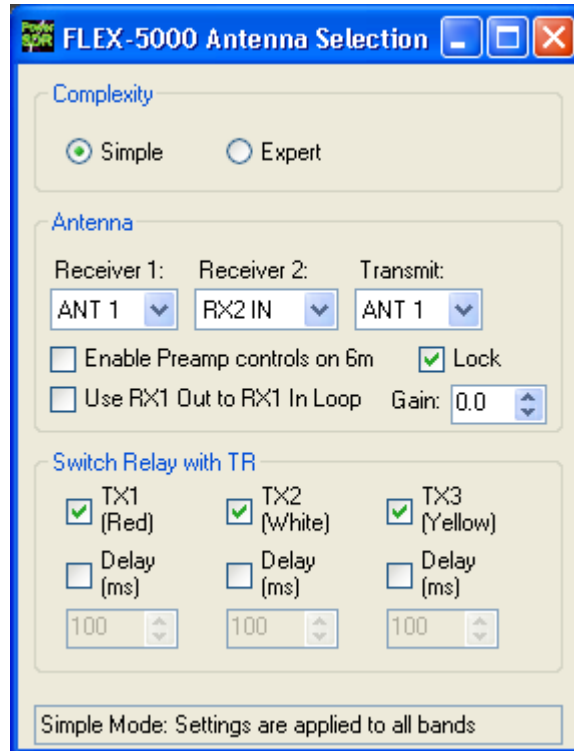 Power SDR FLEX-5000 Antenna Selection
Complexity
Simple Expert
Antenna
Receiver 1: Receiver 2: Transmit:
ANT 1 RX2 IN ANT 1
Enable Preamp controls on 6m Lock
Use RX1 Out to RX1 In Loop Gain: 0.0
Switch Relay with TR
TX1 TX2 TX3
(Red) (White) (Yellow)
Delay Delay Delay
(ms) (ms) (ms)
100 100 100
Simple Mode: Settings are applied to all bands